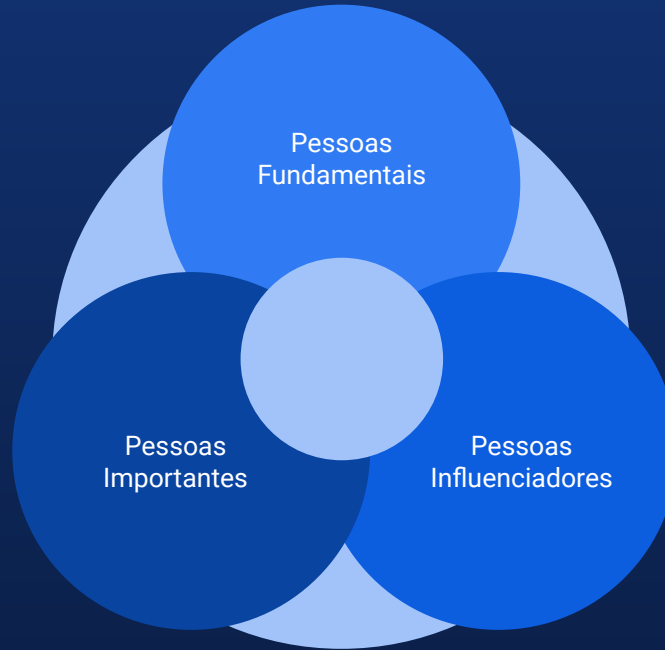 Pessoas
Fundamentais
Pessoas
Importantes
Pessoas
Influenciadores